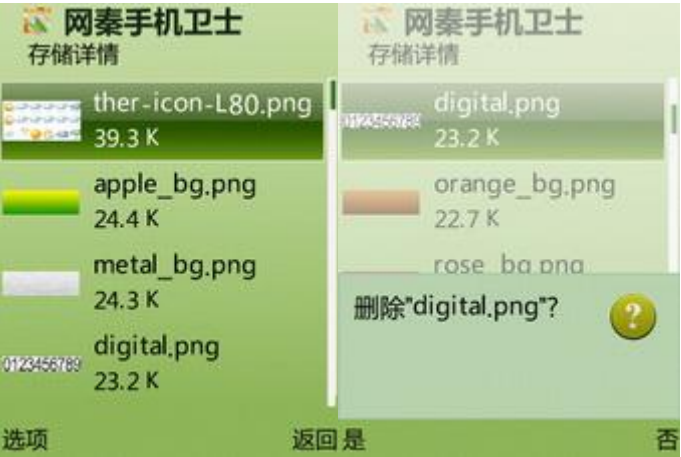 网秦手机卫士
存储详情
ther-icon-L80.png
39.3 K
apple_bg.png
24.4 K
metal_bg.png
24.3 K
0123456789
digital.png
23.2 K
选项
返回
网秦手机卫士
存储详情
0123456789
digital.png
23.2 K
orange_bg.png
22.7 K
rose_bg.png
删除"digital.png"?
?
是
否